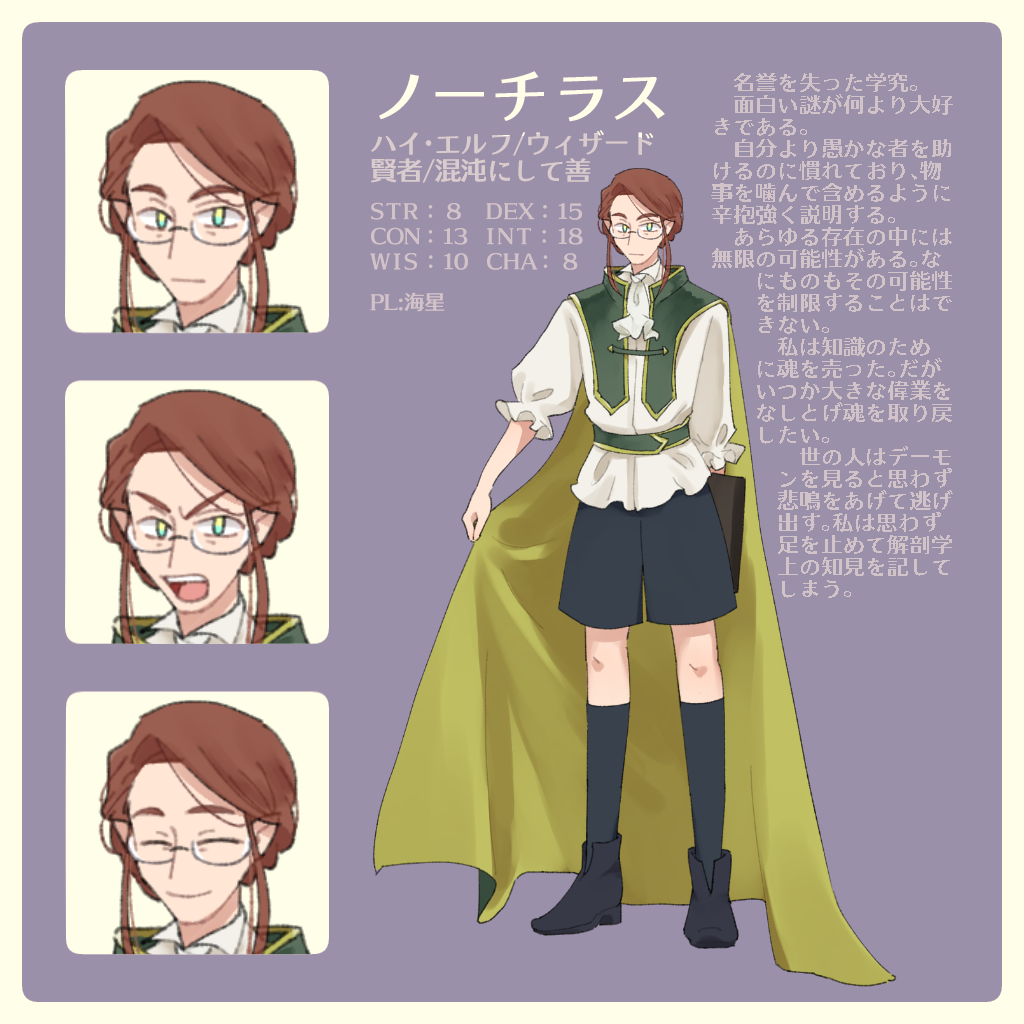 ノーチラス
ハイ・エルフ/ウィザード
賢者/混沌にして善
STR： 8　DEX：15
CON：13　INT：18
WIS：10　CHA： 8
PL:海星
名誉を失った学究。
面白い謎が何より大好
きである。
自分より愚かな者を助
けるのに慣れており、物
事を噛んで含めるように
辛抱強く説明する。
あらゆる存在の中には
無限の可能性がある。な
にものもその可能性
を制限することはで
きない。
私は知識のため
に魂を売った。だが
いつか大きな偉業を
なしとげ魂を取り戻
したい。
世の人はデーモ
ンを見ると思わず
悲鳴をあげて逃げ
出す。私は思わず
足を止めて解剖学
上の知見を記して
しまう。